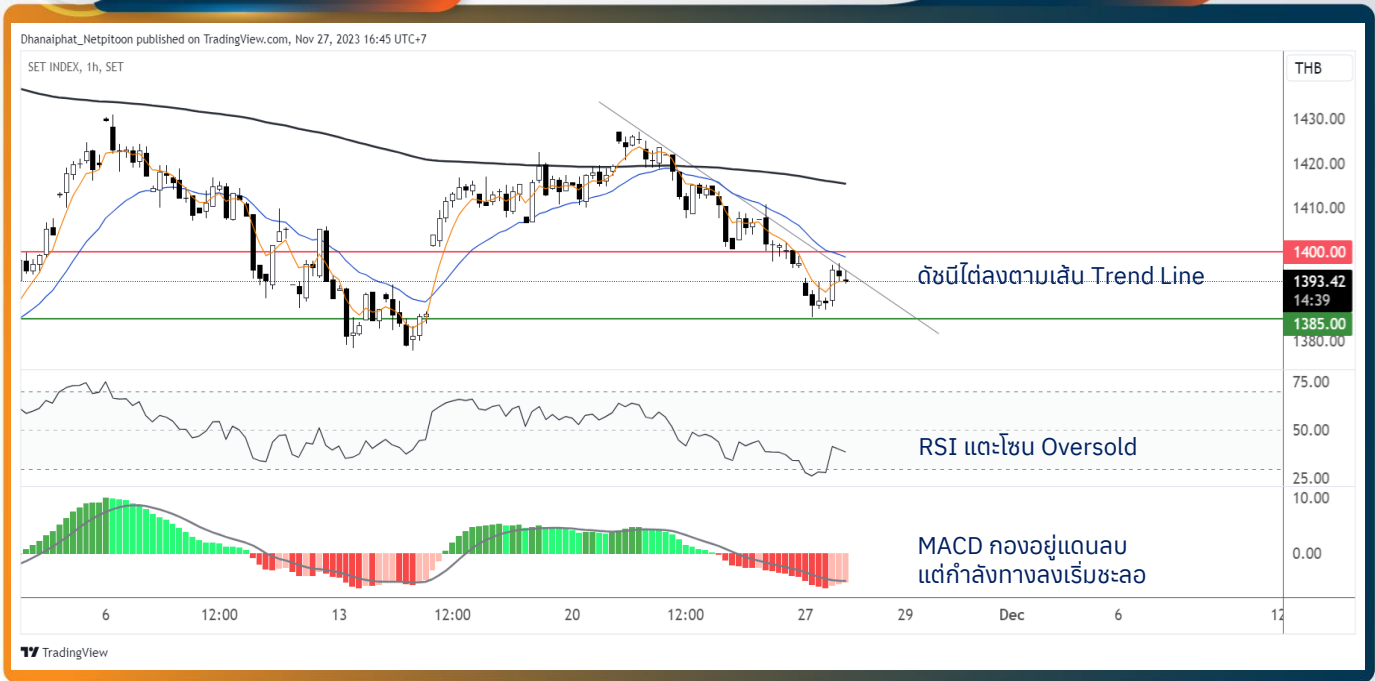 Dhanaiphat_Netpitoon published on TradingView.com, Nov 27, 2023 16:45 UTC+7
SET INDEX, 1h, SET
THB
1430.00
1420.00
1410.00
1400.00
ดัชนีไต่ลงตามเส้น Trend Line
1393.42
14:39
1385.00
1380.00
75.00
50.00
RSI แตะโซน Oversold
25.00
10.00
MACD กองอยู่แดนลบ
0.00
แต่กำลังทางลงเริ่มชะลอ
6 12:00 13 12:00 20 12:00 27 29 Dec 6 12
TradingView